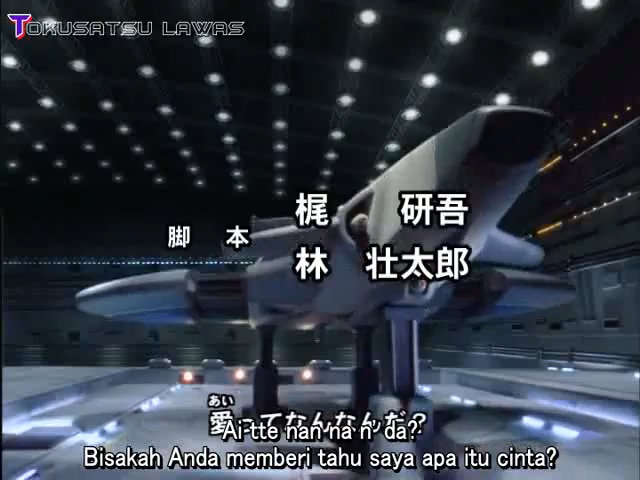 TOKUSATSU LAWAS
脚本
梶 研吾
林 壮太郎
あい
愛ってなんなんだ?
Ai tte nan na n' da?
Bisakah Anda memberi tahu saya apa itu cinta?